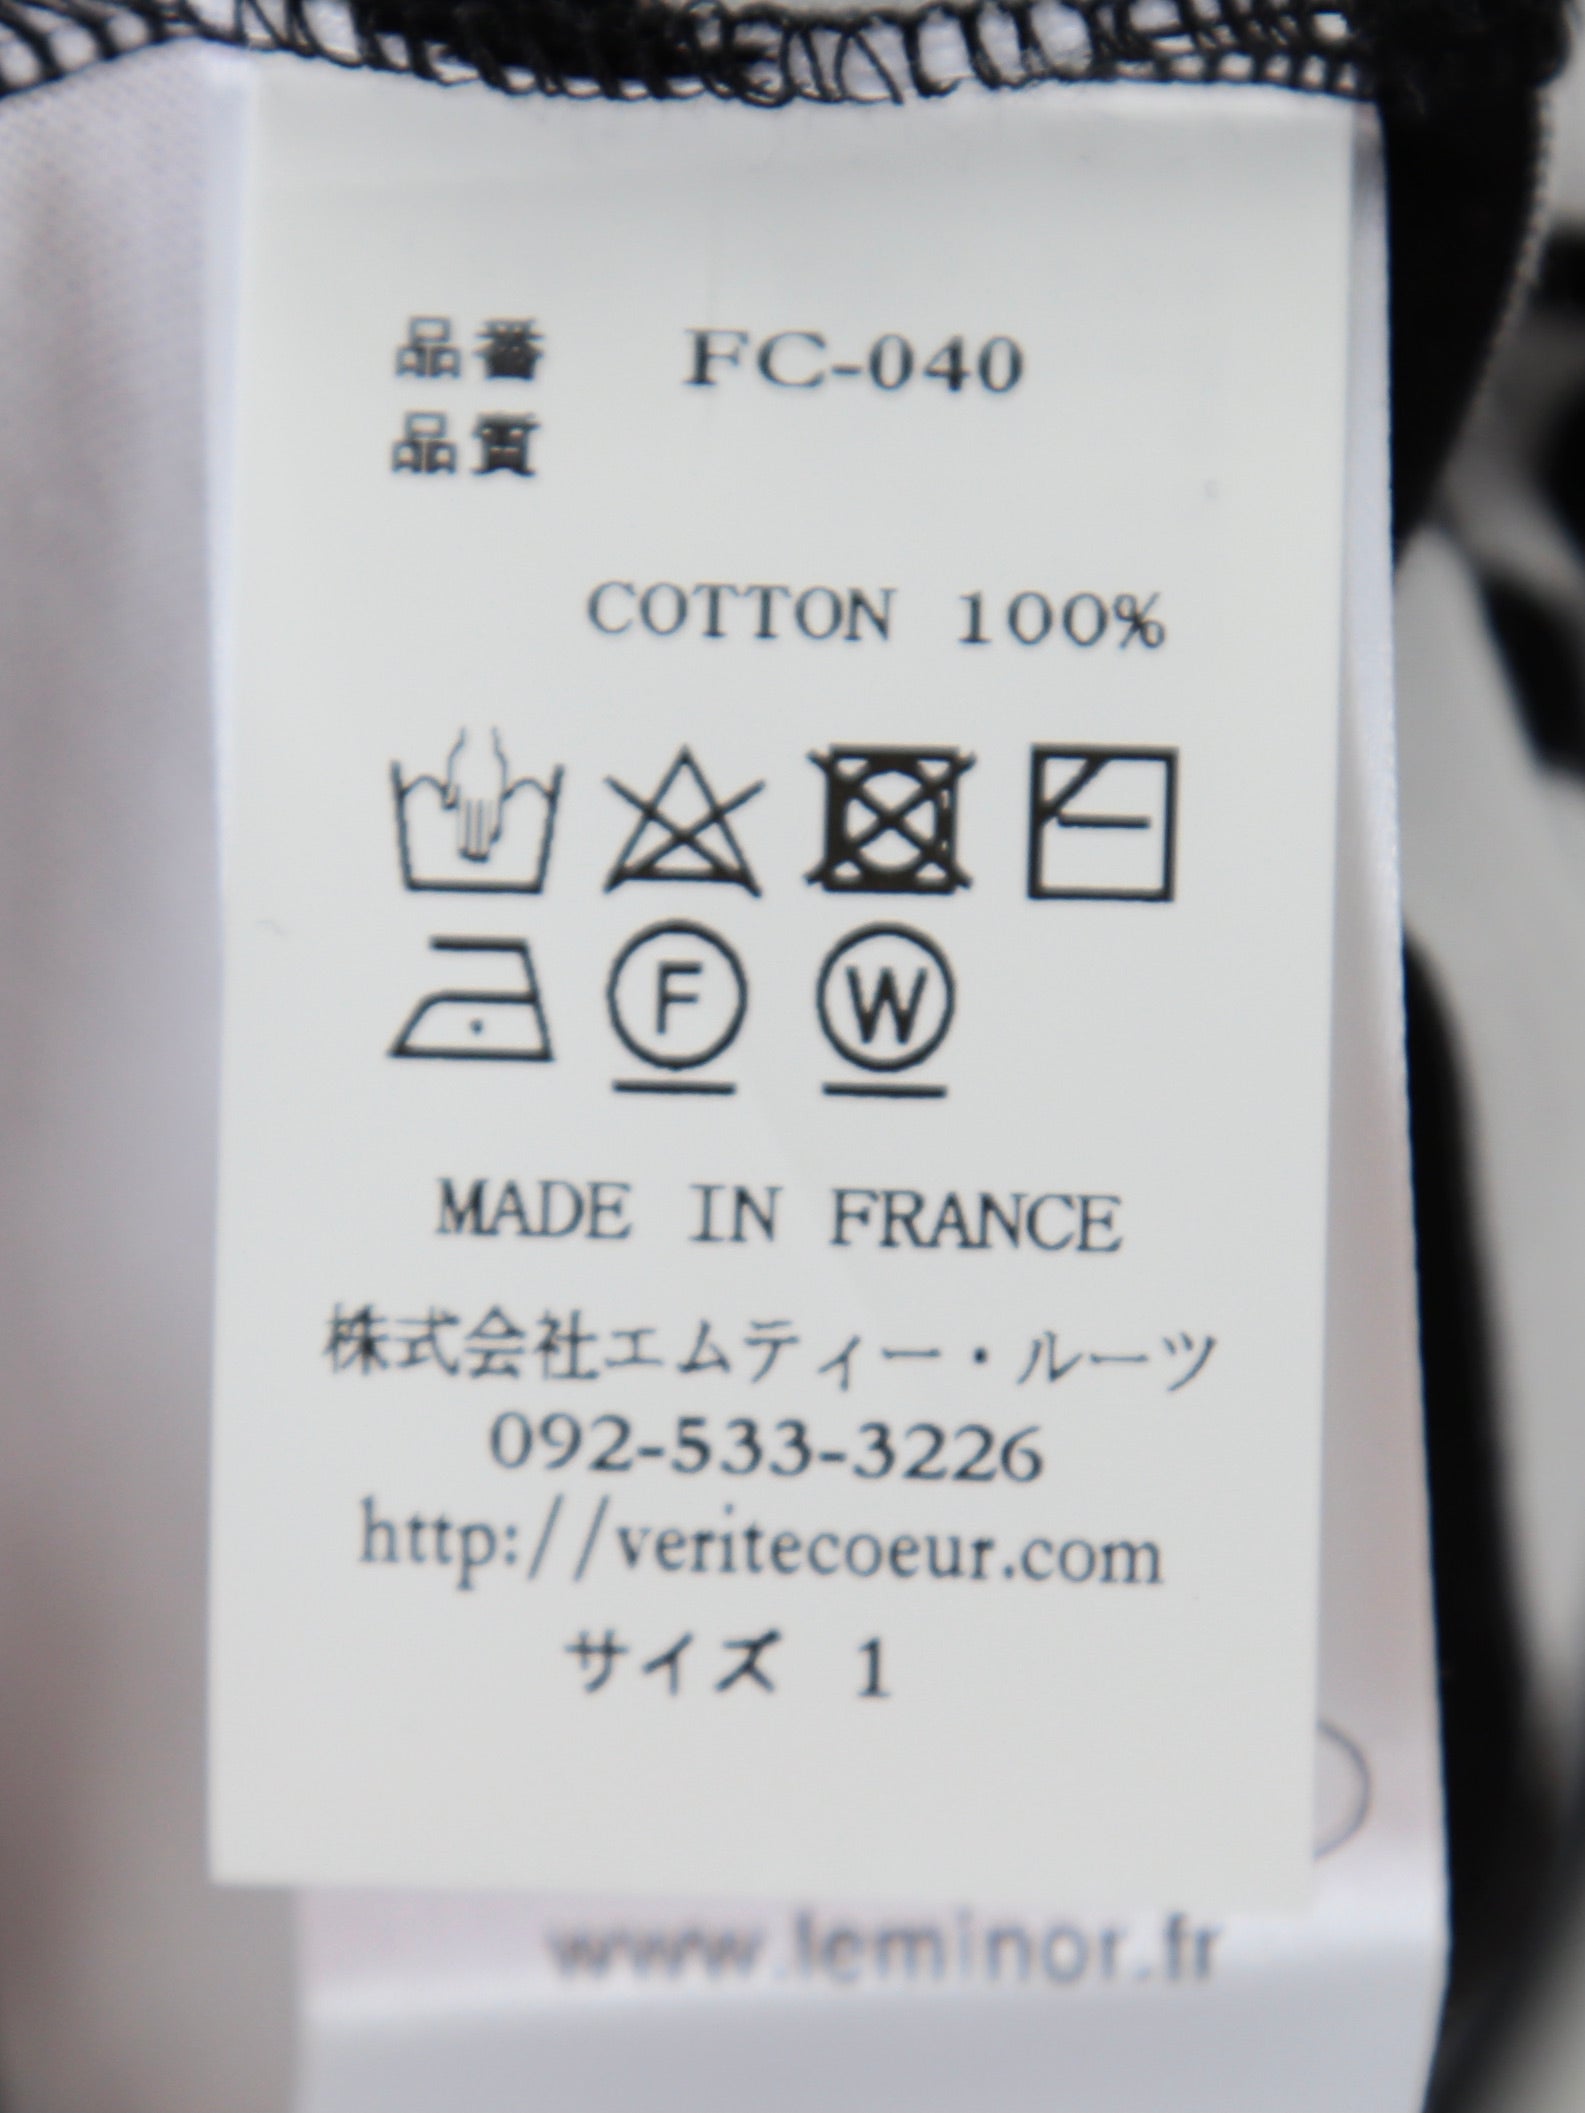 品番 FC-040
品質
COTTON 100%
F W
MADE IN FRANCE
株式会社エムティー・ルーツ
092-533-3226
http://veritecoeur.com
サイズ 1
www.leminor.fr